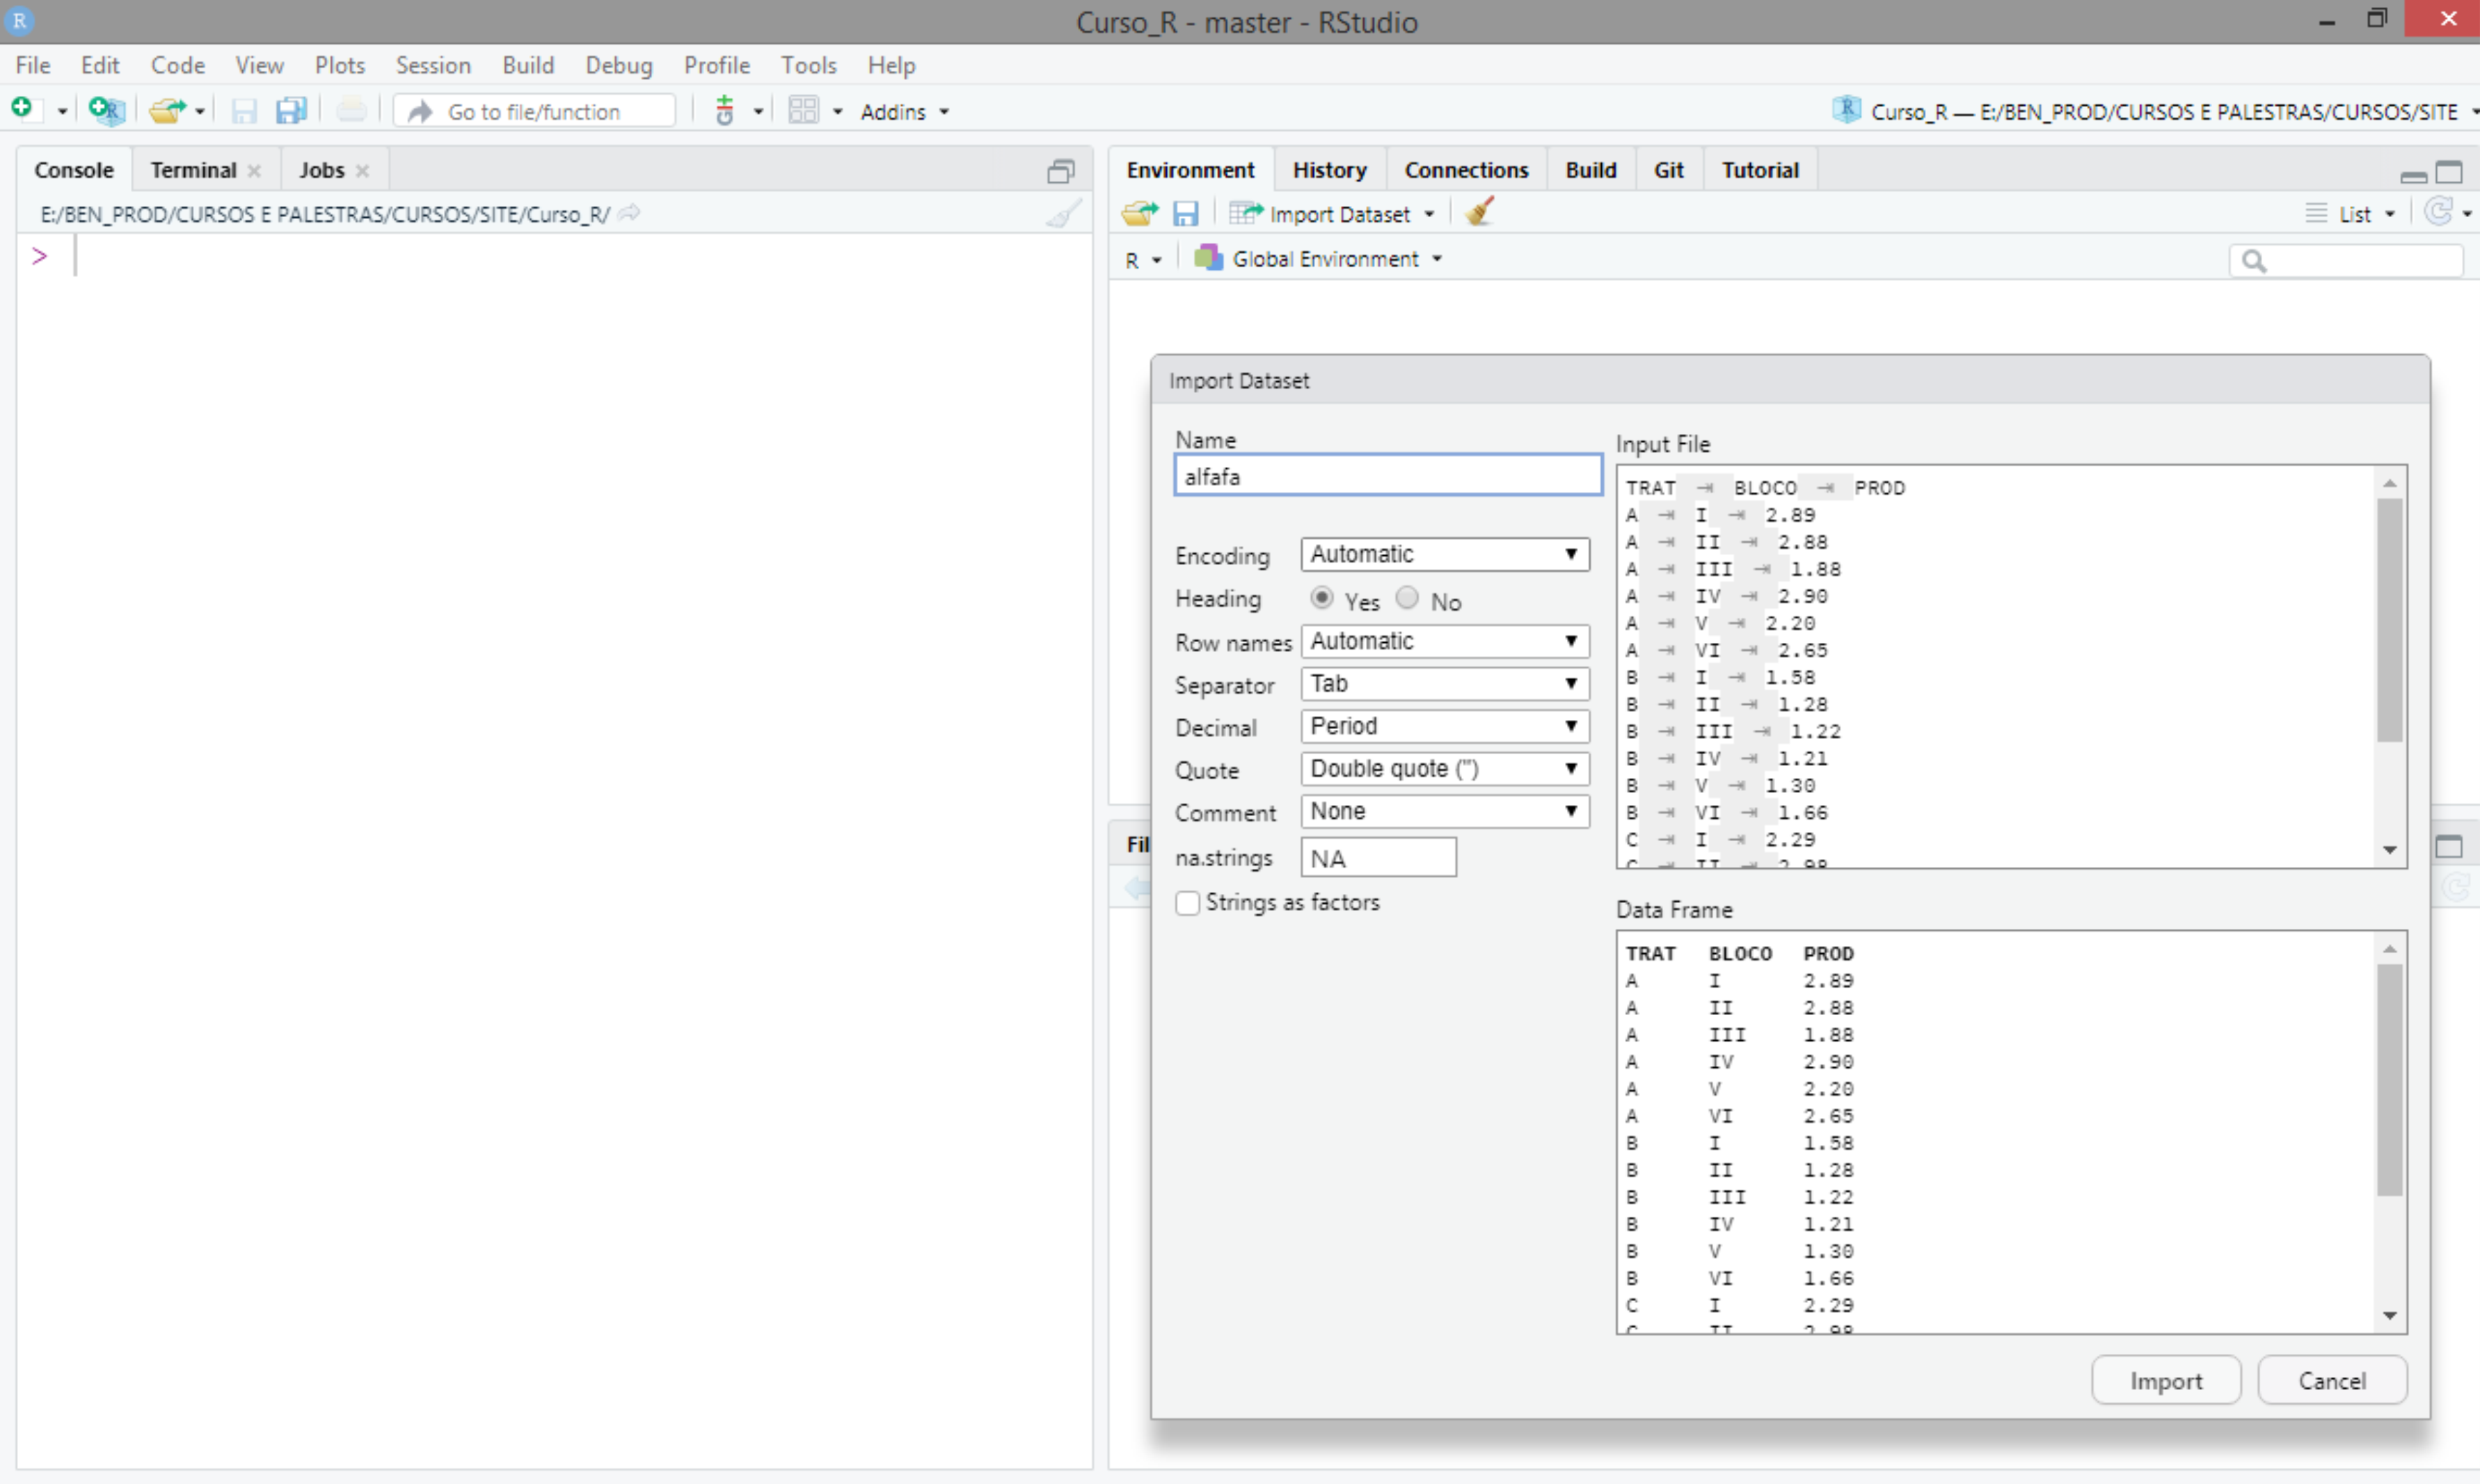 R
Curso_R - master - RStudio
File Edit Code View Plots Session Build Debug Profile Tools Help
Go to file/function
Addins
Curso_R — E:/BEN_PROD/CURSOS E PALESTRAS/CURSOS/SITE
Console Terminal Jobs
E:/BEN_PROD/CURSOS E PALESTRAS/CURSOS/SITE/Curso_R/
>
Environment History Connections Build Git Tutorial
Import Dataset
List
R Global Environment
Import Dataset
Name
alfafa
Encoding Automatic
Heading Yes No
Row names Automatic
Separator Tab
Decimal Period
Quote Double quote (")
Comment None
na.strings NA
Strings as factors
Input File
TRAT ⇥ BLOCO ⇥ PROD
A ⇥ I ⇥ 2.89
A ⇥ II ⇥ 2.88
A ⇥ III ⇥ 1.88
A ⇥ IV ⇥ 2.90
A ⇥ V ⇥ 2.20
A ⇥ VI ⇥ 2.65
B ⇥ I ⇥ 1.58
B ⇥ II ⇥ 1.28
B ⇥ III ⇥ 1.22
B ⇥ IV ⇥ 1.21
B ⇥ V ⇥ 1.30
B ⇥ VI ⇥ 1.66
C ⇥ I ⇥ 2.29
C ⇥ II ⇥ 2.98
Data Frame
TRAT BLOCO PROD
A I 2.89
A II 2.88
A III 1.88
A IV 2.90
A V 2.20
A VI 2.65
B I 1.58
B II 1.28
B III 1.22
B IV 1.21
B V 1.30
B VI 1.66
C I 2.29
C II 2.98
Import Cancel
Fil